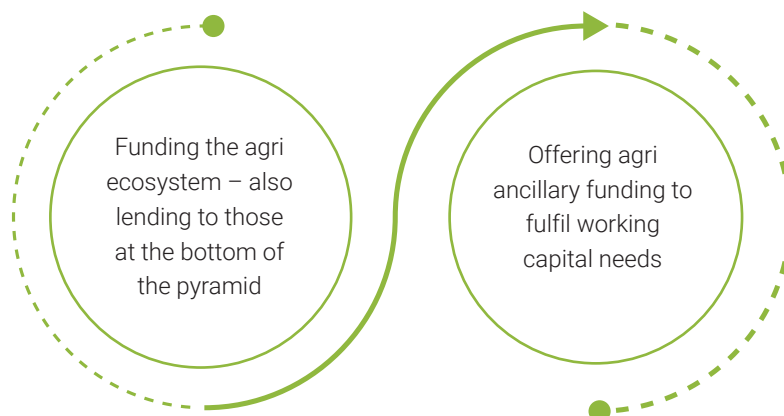 Funding the agri
ecosystem – also
lending to those
at the bottom of
the pyramid
Offering agri
ancillary funding to
fulfil working
capital needs